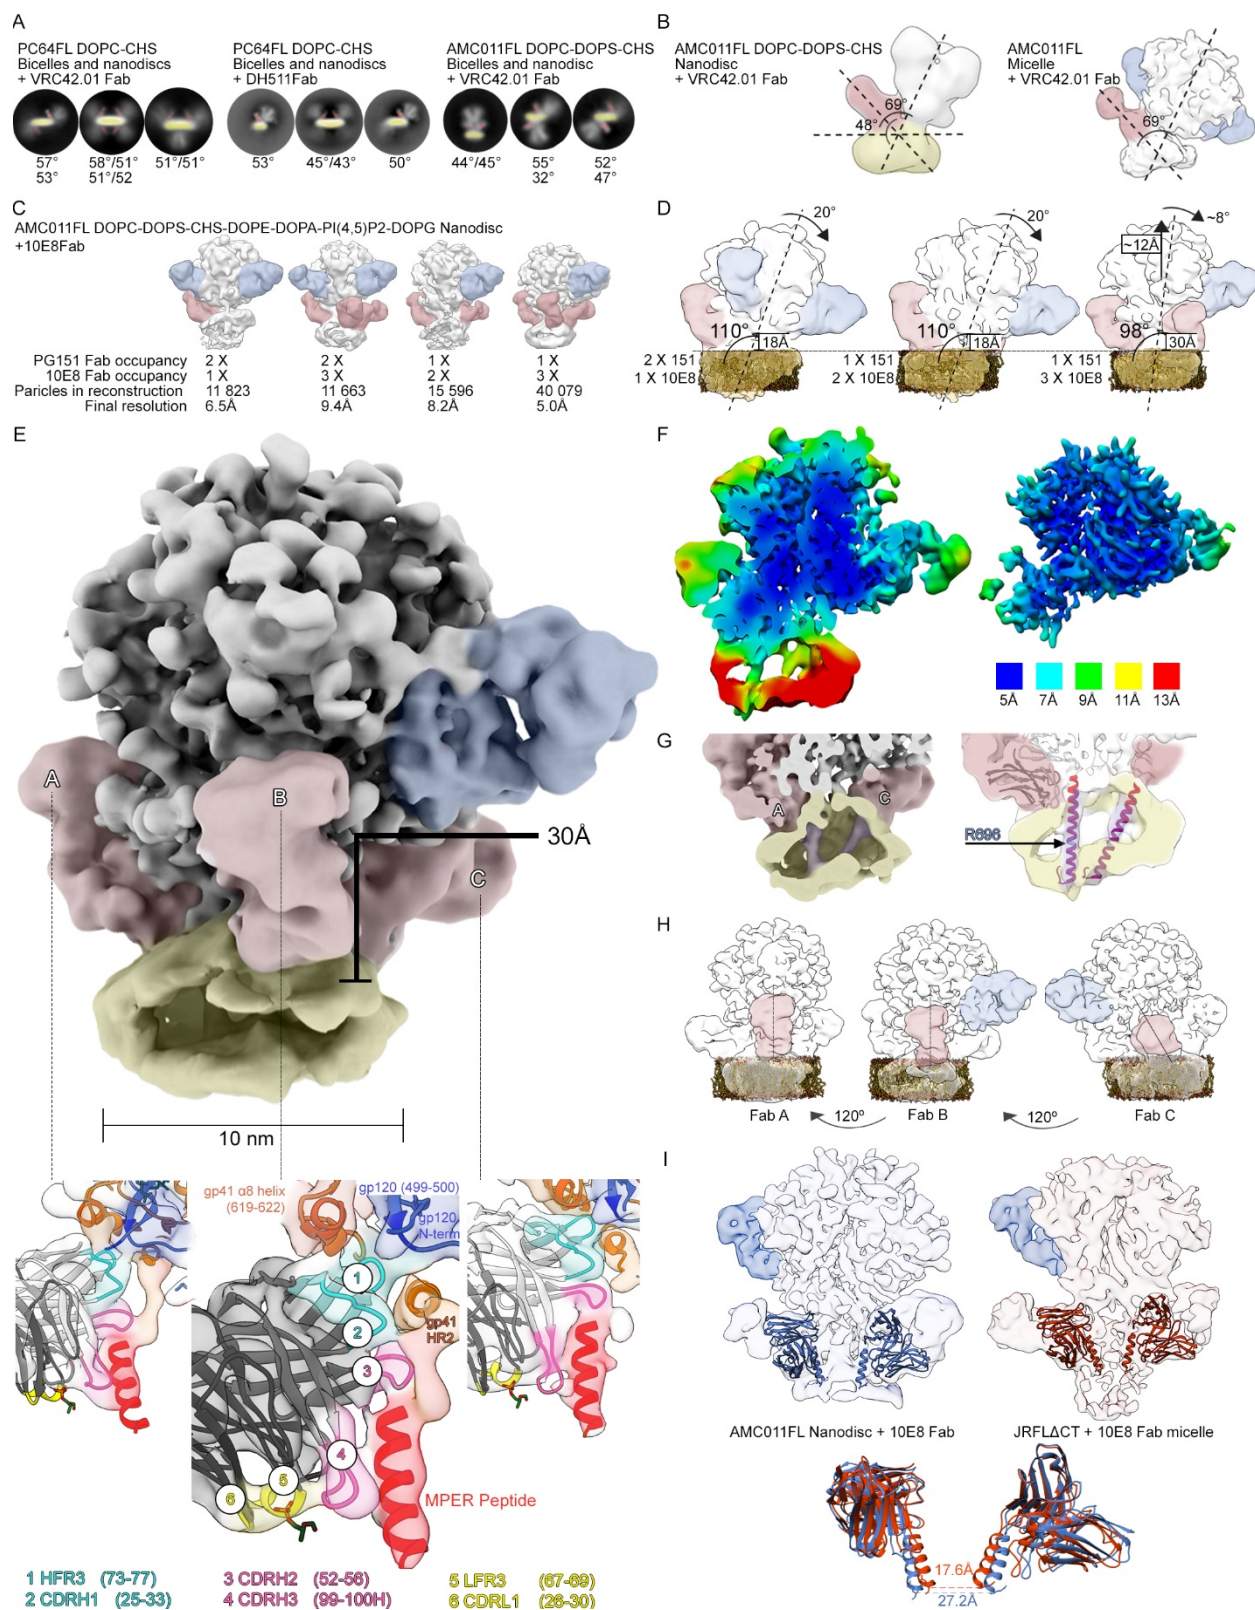 A
PC64FL DOPC-CHS
Bicelles and nanodiscs
+ VRC42.01 Fab
PC64FL DOPC-CHS
Bicelles and nanodiscs
+ DH511Fab
AMC011FL DOPC-DOPS-CHS
Bicelles and nanodisc
+ VRC42.01 Fab
57°
53°
58°/51°
51°/52
51°/51°
53°
45°/43°
50°
44°/45°
55°
32°
52°
47°
B
AMC011FL DOPC-DOPS-CHS
Nanodisc
+ VRC42.01 Fab
69°
48°
AMC011FL
Micelle
+ VRC42.01 Fab
69°
C
AMC011FL DOPC-DOPS-CHS-DOPE-DOPA-PI(4,5)P2-DOPG Nanodisc
+10E8Fab
PG151 Fab occupancy 2 X 2 X 1 X 1 X
10E8 Fab occupancy 1 X 3 X 2 X 3 X
Paricles in reconstruction 11 823 11 663 15 596 40 079
Final resolution 6.5Å 9.4Å 8.2Å 5.0Å
D
20°
110°
18Å
2 X 151
1 X 10E8
20°
110°
18Å
1 X 151
2 X 10E8
~8°
~12Å
98°
30Å
1 X 151
3 X 10E8
E
A
B
C
30Å
10 nm
gp41 α8 helix
(619-622)
gp120 (499-500)
gp120
N-term
gp41
HR2
1
2
3
4
5
6
MPER Peptide
1 HFR3 (73-77)
2 CDRH1 (25-33)
3 CDRH2 (52-56)
4 CDRH3 (99-100H)
5 LFR3 (67-69)
6 CDRL1 (26-30)
F
5Å 7Å 9Å 11Å 13Å
G
A
C
R696
H
Fab A
120°
Fab B
120°
Fab C
I
AMC011FL Nanodisc + 10E8 Fab
JRFLΔCT + 10E8 Fab micelle
17.6Å
27.2Å